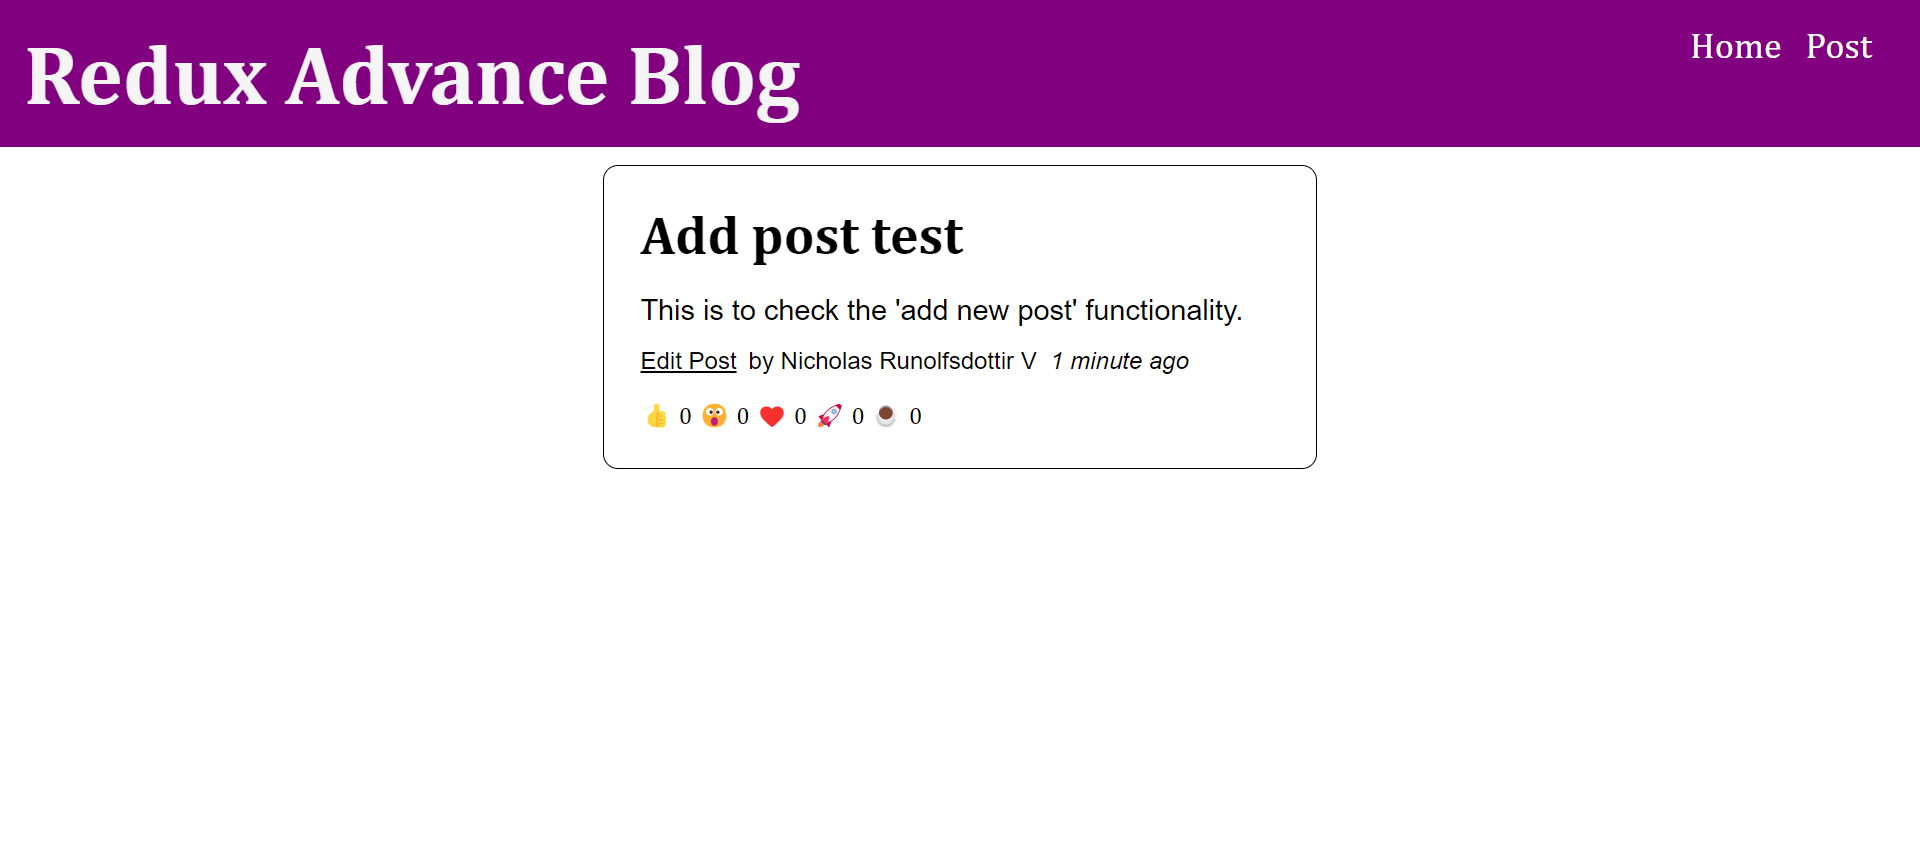 Redux Advance Blog
Home Post
Add post test
This is to check the 'add new post' functionality.
Edit Post by Nicholas Runolfsdottir V 1 minute ago
👍 0 😲 0 ❤️ 0 🚀 0 ☕ 0